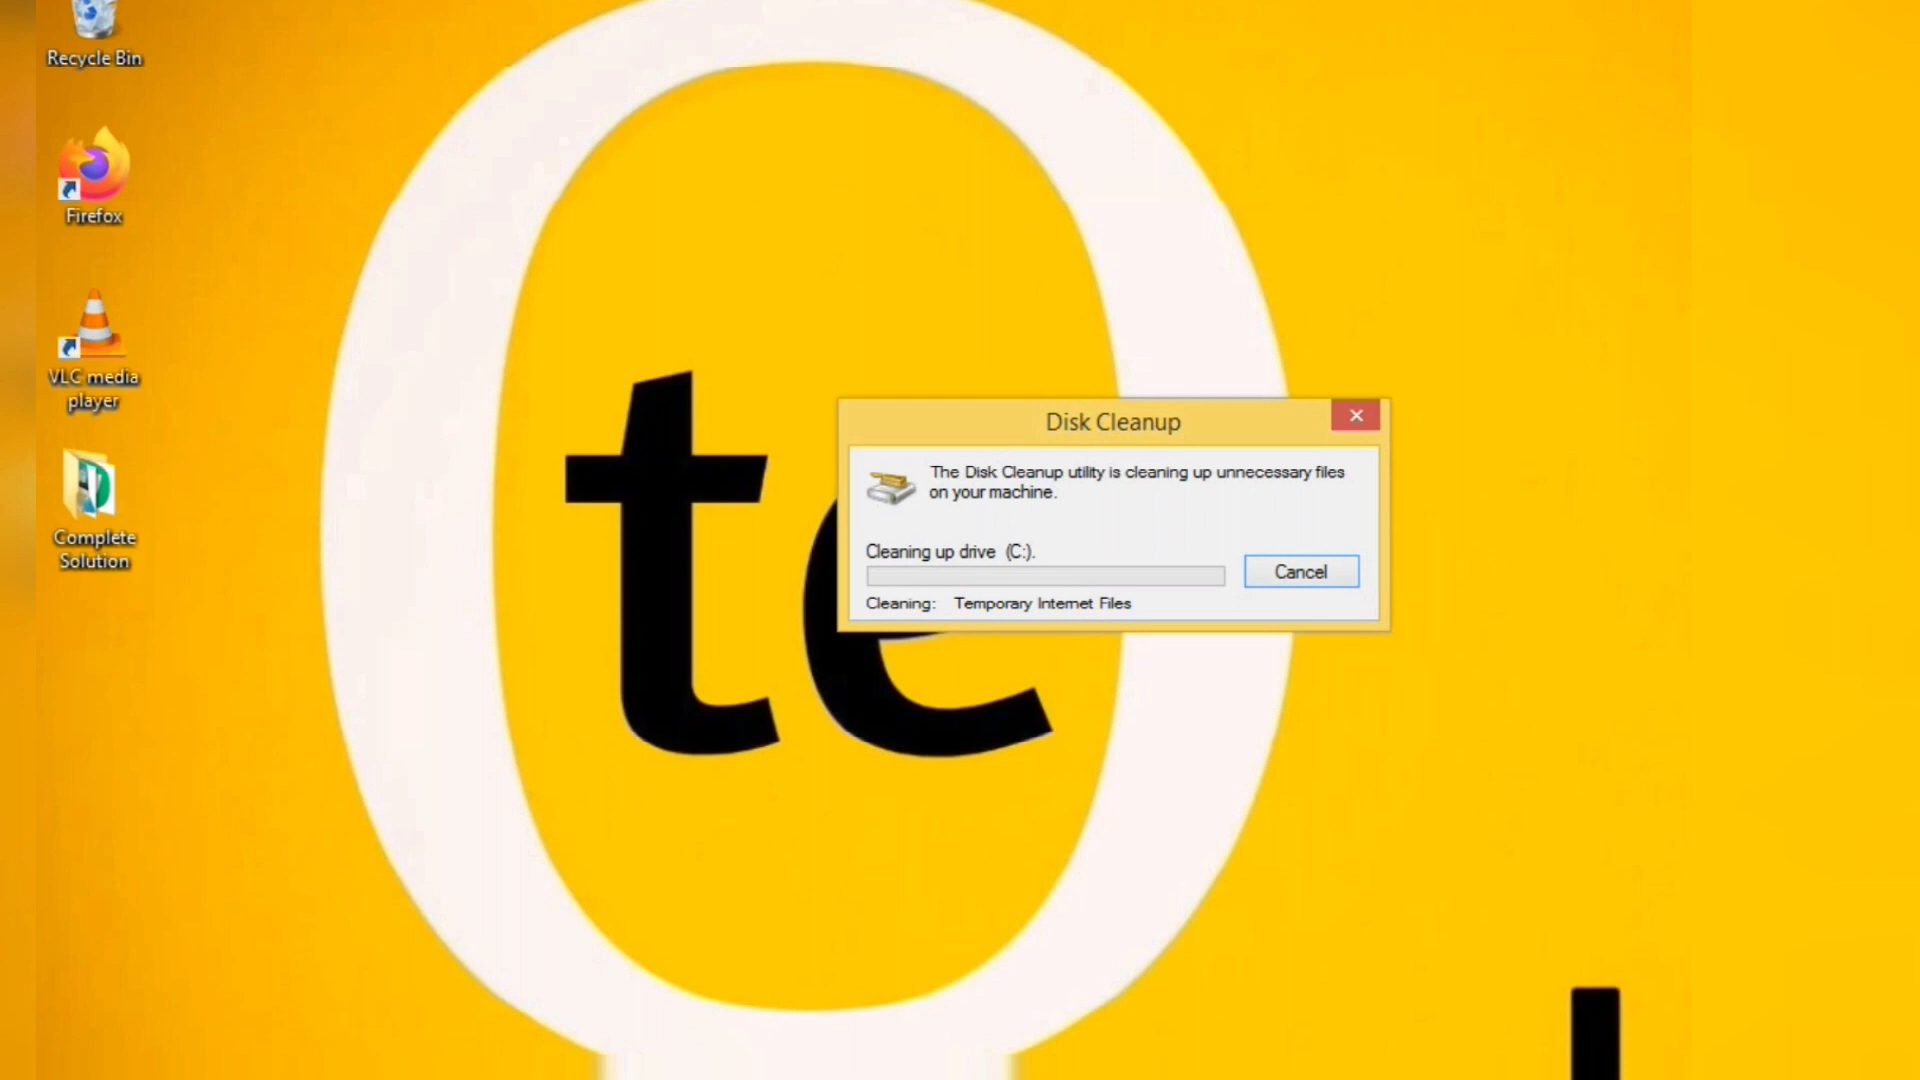 Recycle Bin
Firefox
VLC media
player
Complete
Solution
te
Disk Cleanup
The Disk Cleanup utility is cleaning up unnecessary files
on your machine.
Cleaning up drive (C:).
Cancel
Cleaning: Temporary Internet Files